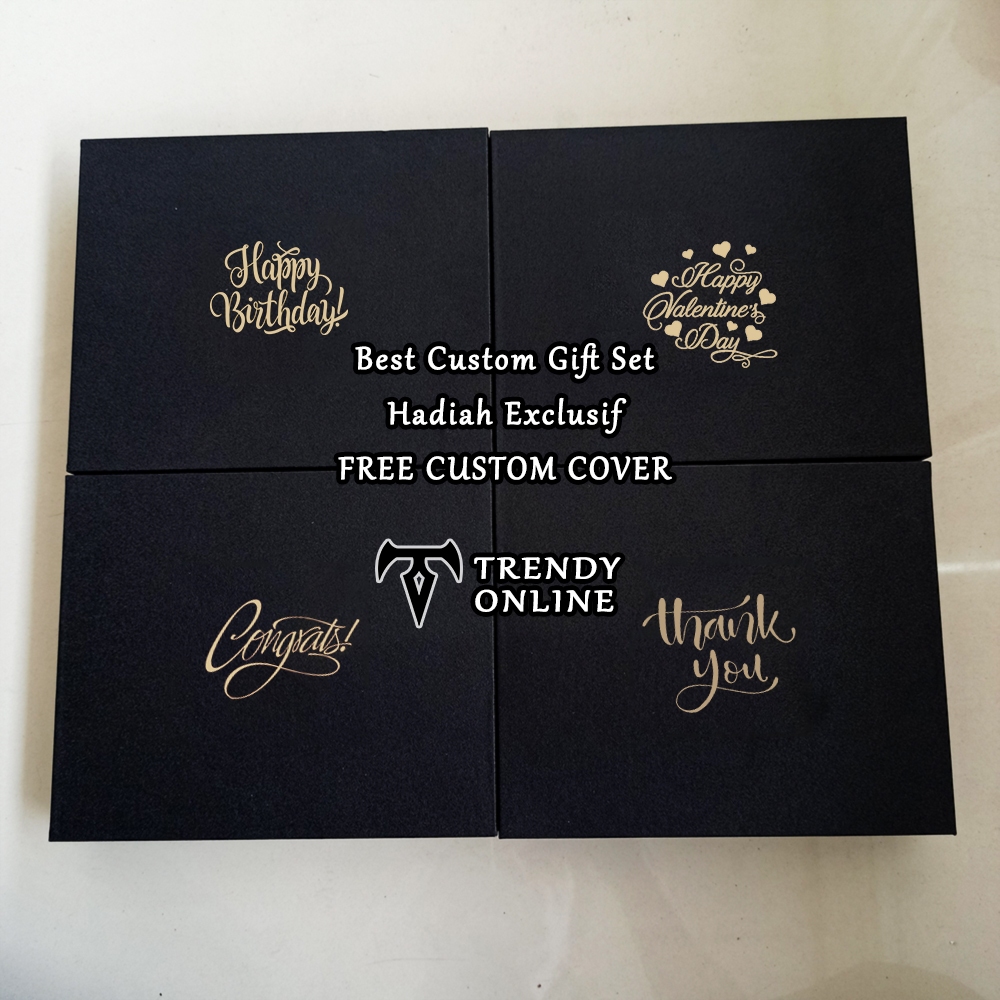 Happy
Birthday!
Happy
Valentine's
Day
Best Custom Gift Set
Hadiah Exclusif
FREE CUSTOM COVER
TRENDY
ONLINE
Congrats!
thank
you